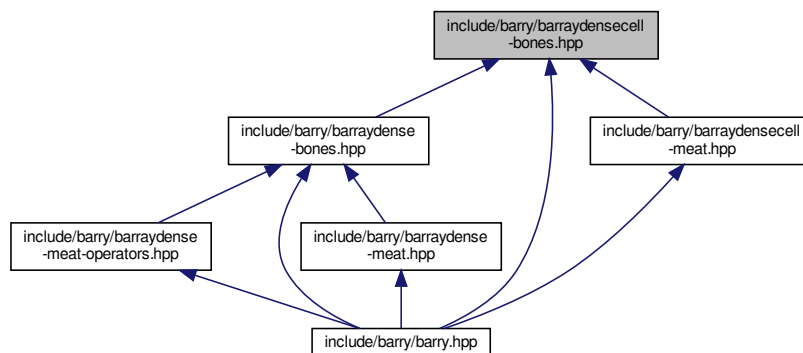 include/barry/barraydensecell
-bones.hpp
include/barry/barraydense
-bones.hpp
include/barry/barraydensecell
-meat.hpp
include/barry/barraydense
-meat-operators.hpp
include/barry/barraydense
-meat.hpp
include/barry/barry.hpp